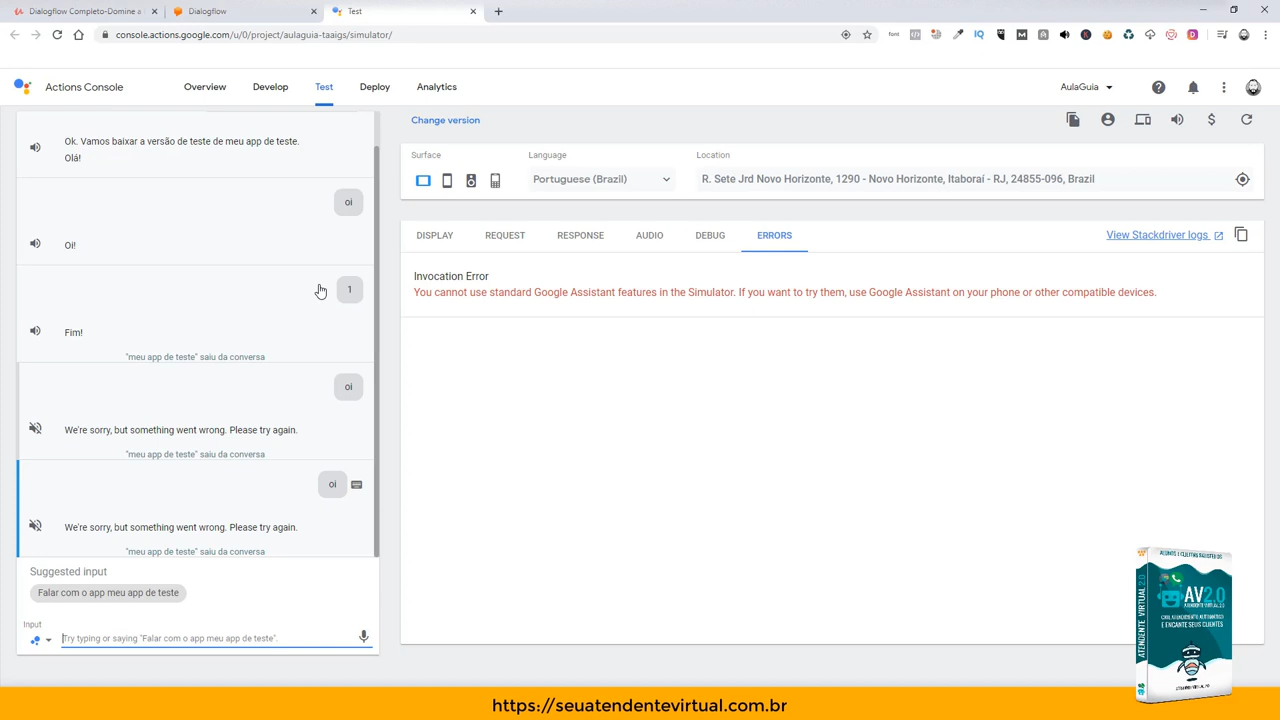 Dialogflow Completo-Domine a
Dialogflow
Test
console.actions.google.com/u/0/project/aulaguia-taaigs/simulator/
Actions Console
Overview
Develop
Test
Deploy
Analytics
AulaGuia
Ok. Vamos baixar a versão de teste de meu app de teste.
Olá!
oi
Oi!
1
Fim!
"meu app de teste" saiu da conversa
oi
We're sorry, but something went wrong. Please try again.
"meu app de teste" saiu da conversa
oi
We're sorry, but something went wrong. Please try again.
"meu app de teste" saiu da conversa
Suggested input
Falar com o app meu app de teste
Input
Try typing or saying "Falar com o app meu app de teste".
Change version
Surface
Language
Location
Portuguese (Brazil)
R. Sete Jrd Novo Horizonte, 1290 - Novo Horizonte, Itaboraí - RJ, 24855-096, Brazil
DISPLAY
REQUEST
RESPONSE
AUDIO
DEBUG
ERRORS
View Stackdriver logs
Invocation Error
You cannot use standard Google Assistant features in the Simulator. If you want to try them, use Google Assistant on your phone or other compatible devices.
AV2.0
ATENDENTE VIRTUAL 2.0
ATENDENTE VIRTUAL 2.0
https://seuatendentevirtual.com.br